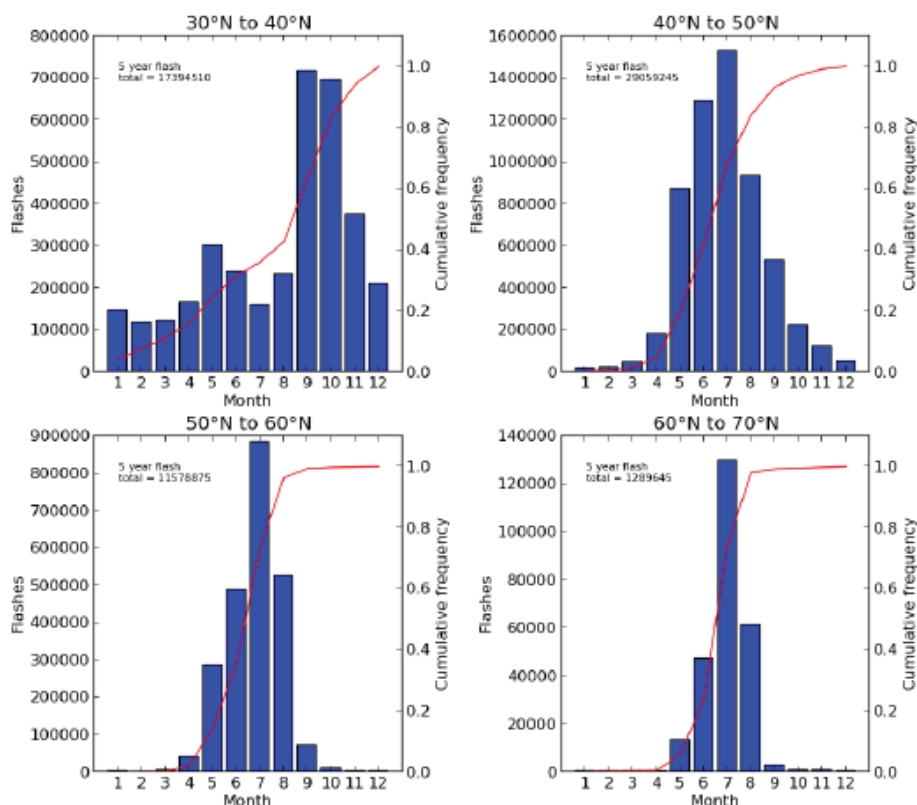 30°N to 40°N
800000
700000
600000
500000
400000
300000
200000
100000
0
Flashes
5 year flash
total = 17394510
1.0
0.8
0.6
0.4
0.2
0.0
Cumulative frequency
1 2 3 4 5 6 7 8 9 10 11 12
Month
40°N to 50°N
1600000
1400000
1200000
1000000
800000
600000
400000
200000
0
Flashes
5 year flash
total = 29059245
1.0
0.8
0.6
0.4
0.2
0.0
Cumulative frequency
1 2 3 4 5 6 7 8 9 10 11 12
Month
50°N to 60°N
900000
800000
700000
600000
500000
400000
300000
200000
100000
0
Flashes
5 year flash
total = 11578875
1.0
0.8
0.6
0.4
0.2
0.0
Cumulative frequency
1 2 3 4 5 6 7 8 9 10 11 12
Month
60°N to 70°N
140000
120000
100000
80000
60000
40000
20000
0
Flashes
5 year flash
total = 1289645
1.0
0.8
0.6
0.4
0.2
0.0
Cumulative frequency
1 2 3 4 5 6 7 8 9 10 11 12
Month